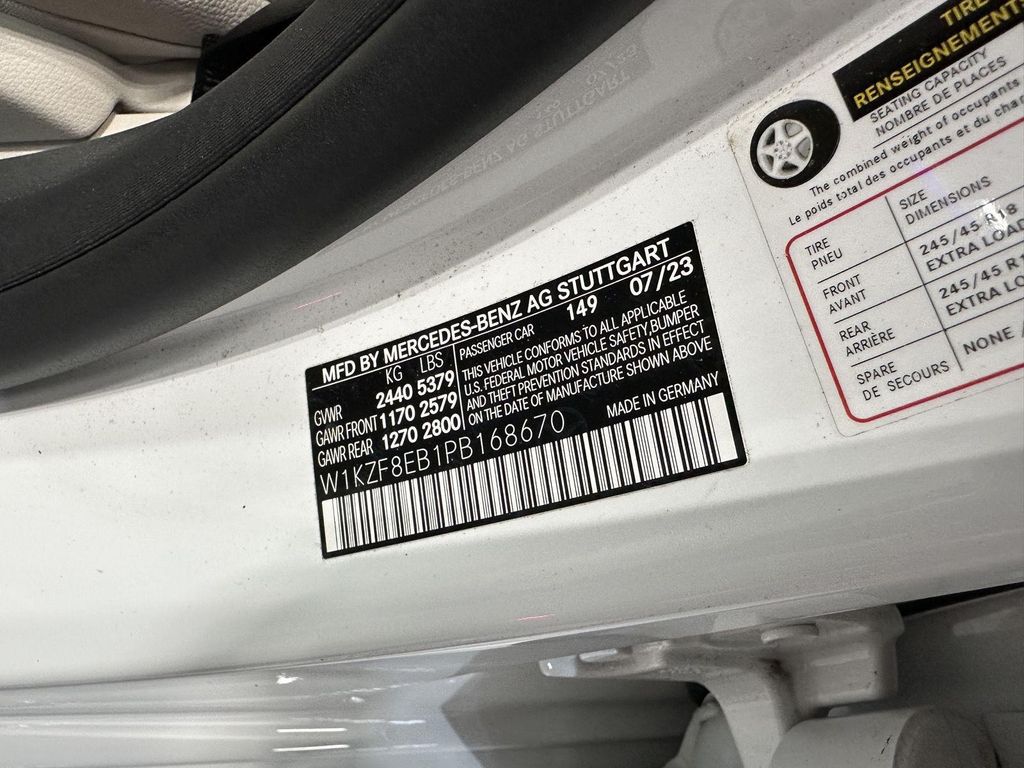 MFD BY MERCEDES-BENZ AG STUTTGART
KG LBS
GVWR 2440 5379
GAWR FRONT 1170 2579
GAWR REAR 1270 2800
PASSENGER CAR 149 07/23
THIS VEHICLE CONFORMS TO ALL APPLICABLE
U.S. FEDERAL MOTOR VEHICLE SAFETY,BUMPER
AND THEFT PREVENTION STANDARDS IN EFFECT
ON THE DATE OF MANUFACTURE SHOWN ABOVE
MADE IN GERMANY
W1KZF8EB1PB168670
TIRE
RENSEIGNEMENTS
SEATING CAPACITY
NOMBRE DE PLACES
The combined weight of occupants
Le poids total des occupants et du
TIRE
PNEU
SIZE
DIMENSIONS
FRONT
AVANT
245/45 R18
EXTRA LOAD
REAR
ARRIÈRE
245/45
EXTRA
SPARE
DE SECOURS
NONE